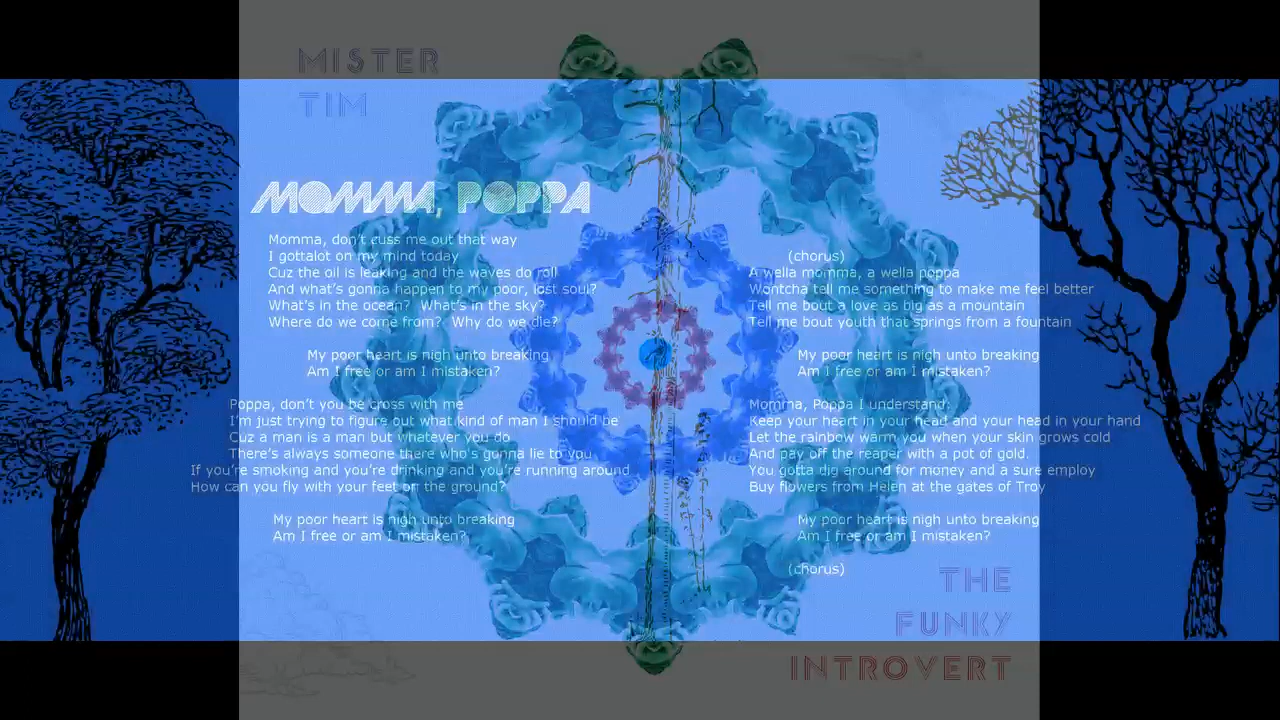 MISTER
TIM
MOMMA, POPPA
Momma, don't cuss me out that way
I gottalot on my mind today
Cuz the oil is leaking and the waves do roll
And what's gonna happen to my poor, lost soul?
What's in the ocean?  What's in the sky?
Where do we come from?  Why do we die?
My poor heart is nigh unto breaking
Am I free or am I mistaken?
Poppa, don't you be cross with me
I'm just trying to figure out what kind of man I should be
Cuz a man is a man but whatever you do
There's always someone there who's gonna lie to you
If you're smoking and you're drinking and you're running around
How can you fly with your feet on the ground?
My poor heart is nigh unto breaking
Am I free or am I mistaken?
(chorus)
A wella momma, a wella poppa
Wontcha tell me something to make me feel better
Tell me bout a love as big as a mountain
Tell me bout youth that springs from a fountain
My poor heart is nigh unto breaking
Am I free or am I mistaken?
Momma, Poppa I understand:
Keep your heart in your head and your head in your hand
Let the rainbow warm you when your skin grows cold
And pay off the reaper with a pot of gold.
You gotta dig around for money and a sure employ
Buy flowers from Helen at the gates of Troy
My poor heart is nigh unto breaking
Am I free or am I mistaken?
(chorus)
THE
FUNKY
INTROVERT